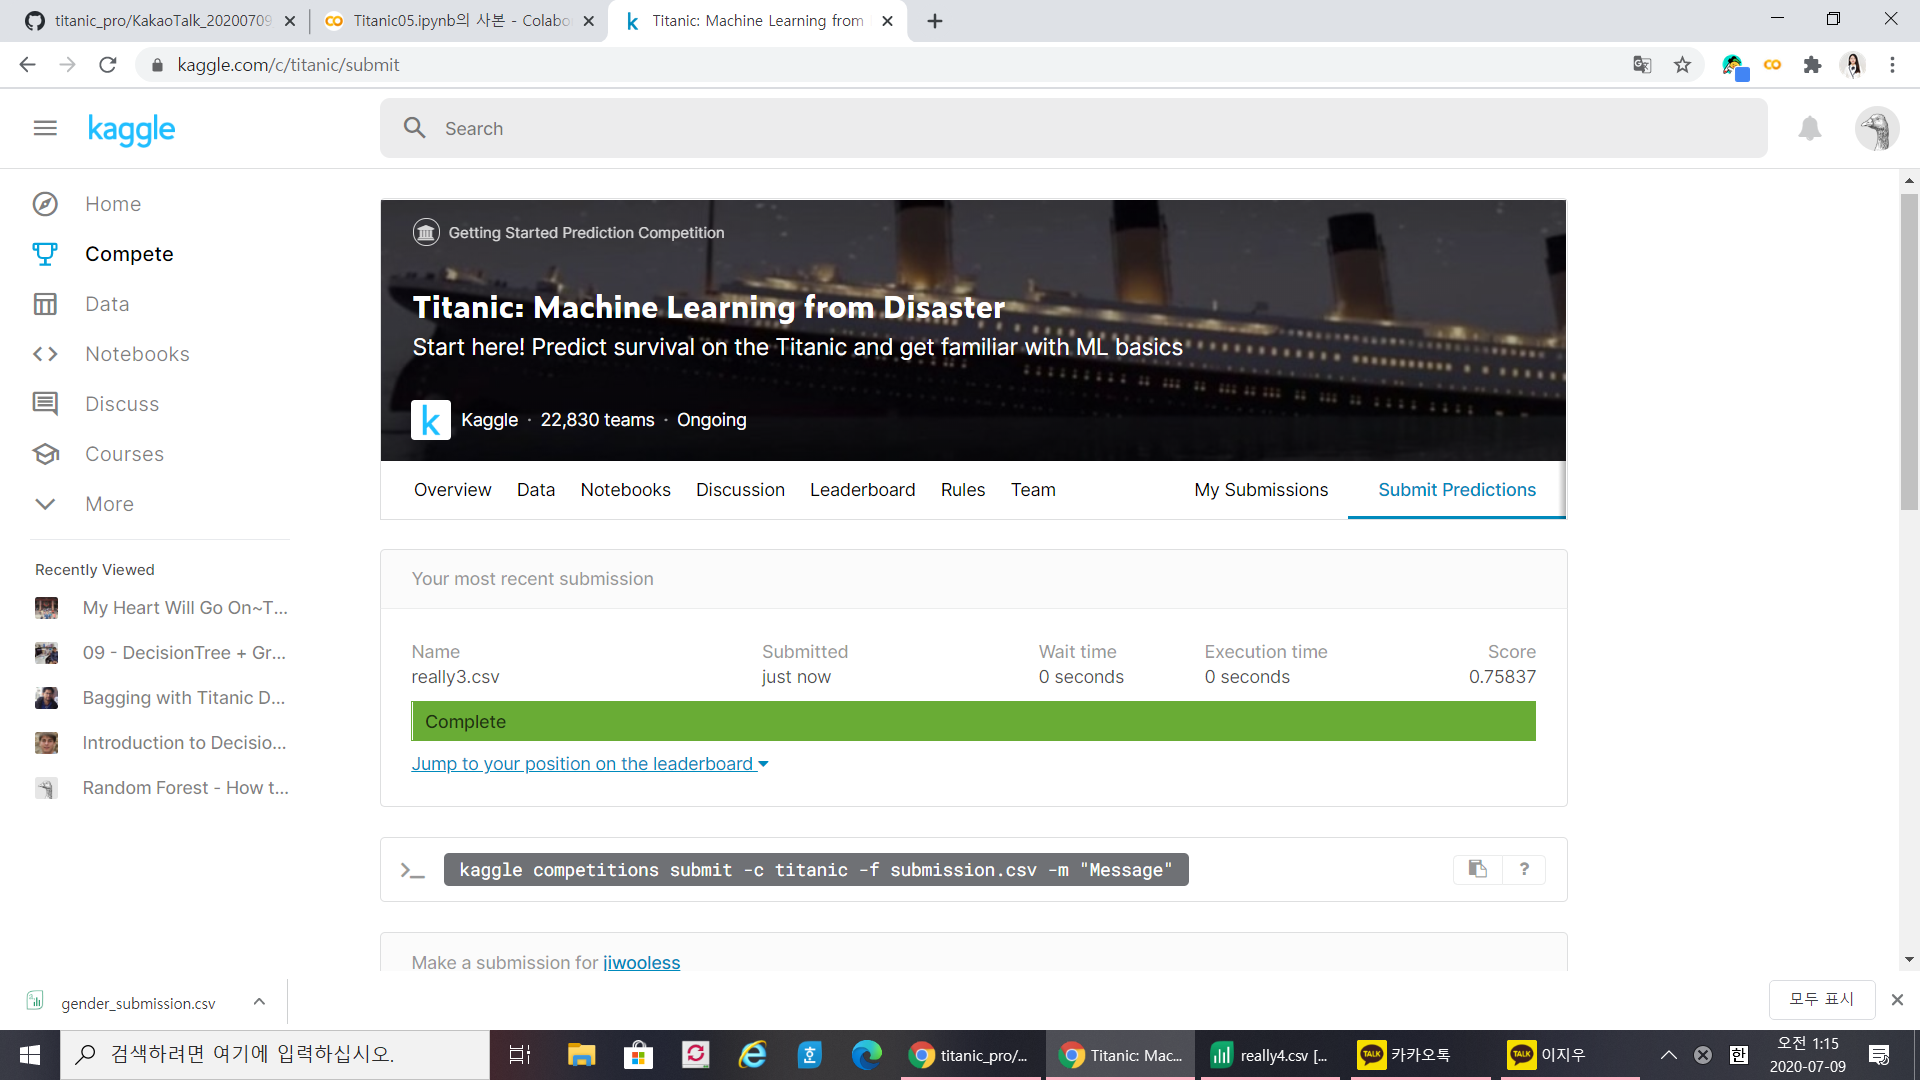 titanic_pro/KakaoTalk_20200709
Titanic05.ipynb의 사본 - Colabo
Titanic: Machine Learning from
kaggle.com/c/titanic/submit
kaggle
Search
Home
Compete
Data
Notebooks
Discuss
Courses
More
Recently Viewed
My Heart Will Go On~T...
09 - DecisionTree + Gr...
Bagging with Titanic D...
Introduction to Decisio...
Random Forest - How t...
Getting Started Prediction Competition
Titanic: Machine Learning from Disaster
Start here! Predict survival on the Titanic and get familiar with ML basics
k
Kaggle · 22,830 teams · Ongoing
Overview Data Notebooks Discussion Leaderboard Rules Team My Submissions Submit Predictions
Your most recent submission
Name Submitted Wait time Execution time Score
really3.csv just now 0 seconds 0 seconds 0.75837
Complete
Jump to your position on the leaderboard
kaggle competitions submit -c titanic -f submission.csv -m "Message"
?
Make a submission for jiwooless
gender_submission.csv
모두 표시
검색하려면 여기에 입력하십시오.
titanic_pro/...
Titanic: Mac...
really4.csv [...
TALK 카카오톡
TALK 이지우
한
오전 1:15
2020-07-09